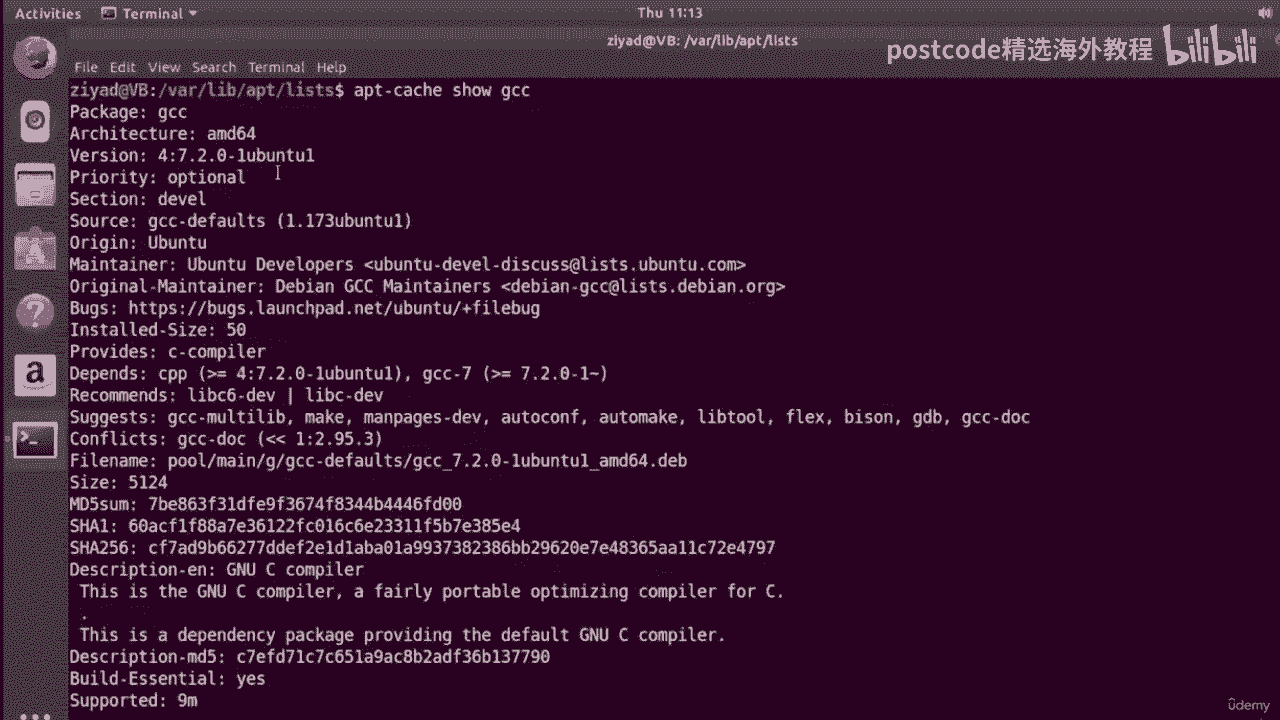 Activities Terminal Thu 11:13
ziyad@VB: /var/lib/apt/lists
postcode精选海外教程 bilibili
File Edit View Search Terminal Help
ziyad@VB:/var/lib/apt/lists$ apt-cache show gcc
Package: gcc
Architecture: amd64
Version: 4:7.2.0-1ubuntu1
Priority: optional
Section: devel
Source: gcc-defaults (1.173ubuntu1)
Origin: Ubuntu
Maintainer: Ubuntu Developers <ubuntu-devel-discuss@lists.ubuntu.com>
Original-Maintainer: Debian GCC Maintainers <debian-gcc@lists.debian.org>
Bugs: https://bugs.launchpad.net/ubuntu/+filebug
Installed-Size: 50
Provides: c-compiler
Depends: cpp (>= 4:7.2.0-1ubuntu1), gcc-7 (>= 7.2.0-1~)
Recommends: libc6-dev | libc-dev
Suggests: gcc-multilib, make, manpages-dev, autoconf, automake, libtool, flex, bison, gdb, gcc-doc
Conflicts: gcc-doc (<< 1:2.95.3)
Filename: pool/main/g/gcc-defaults/gcc_7.2.0-1ubuntu1_amd64.deb
Size: 5124
MD5sum: 7be863f31dfe9f3674f8344b4446fd00
SHA1: 60acf1f88a7e36122fc016c6e23311f5b7e385e4
SHA256: cf7ad9b66277ddef2e1d1aba01a9937382386bb29620e7e48365aa11c72e4797
Description-en: GNU C compiler
This is the GNU C compiler, a fairly portable optimizing compiler for C.
.
This is a dependency package providing the default GNU C compiler.
Description-md5: c7efd71c7c651a9ac8b2adf36b137790
Build-Essential: yes
Supported: 9m
ûdemy